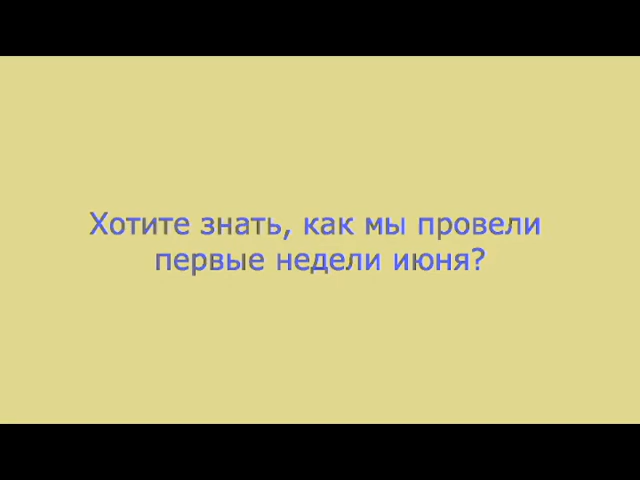 Хотите знать, как мы провели
первые недели июня?